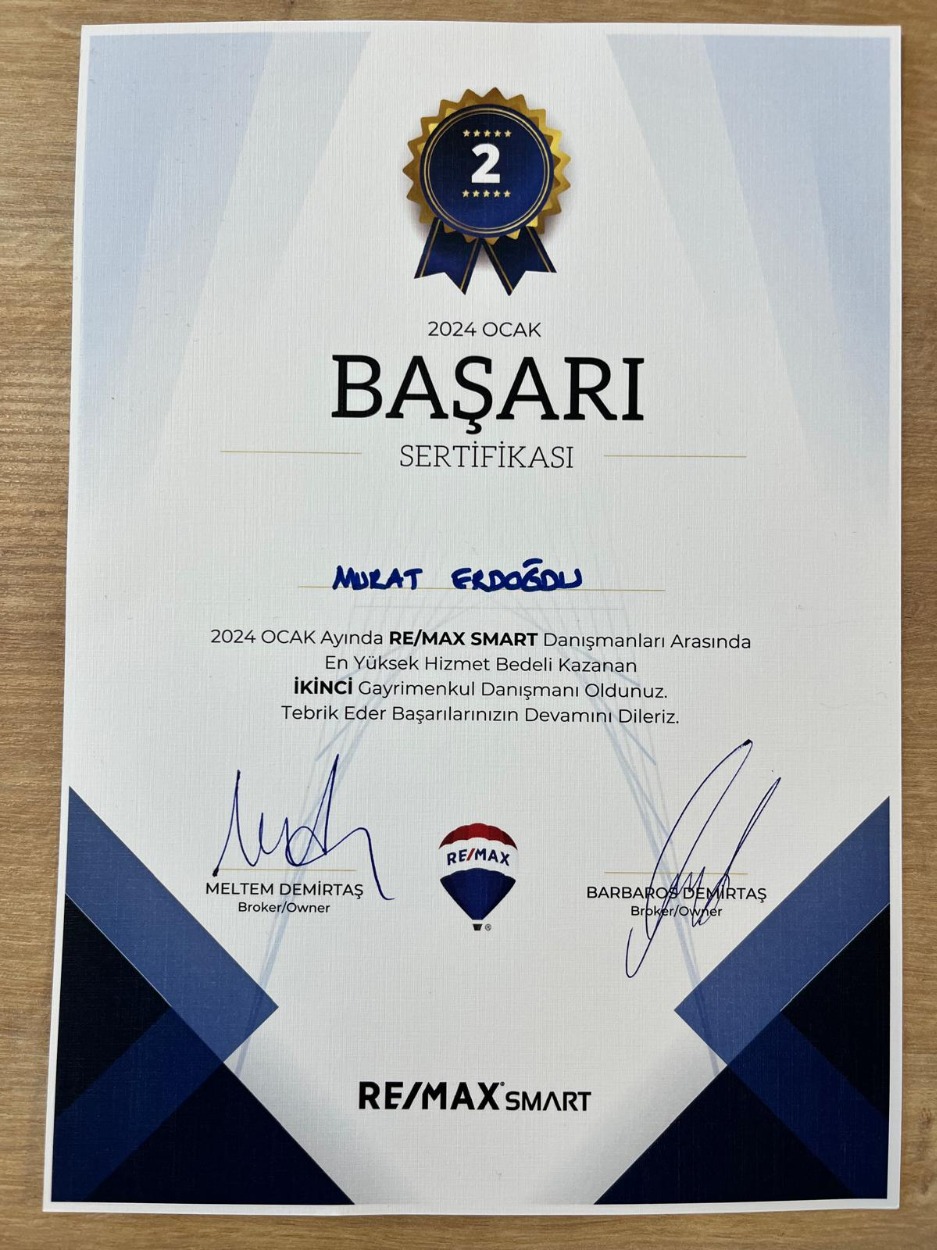 2
2024 OCAK
BAŞARI
SERTİFİKASI
MURAT ERDOĞDU
2024 OCAK Ayında RE/MAX SMART Danışmanları Arasında
En Yüksek Hizmet Bedeli Kazanan
İKİNCİ Gayrimenkul Danışmanı Oldunuz.
Tebrik Eder Başarılarınızın Devamını Dileriz.
RE/MAX
®
MELTEM DEMİRTAŞ
Broker/Owner
BARBAROS DEMİRTAŞ
Broker/Owner
RE/MAX® SMART